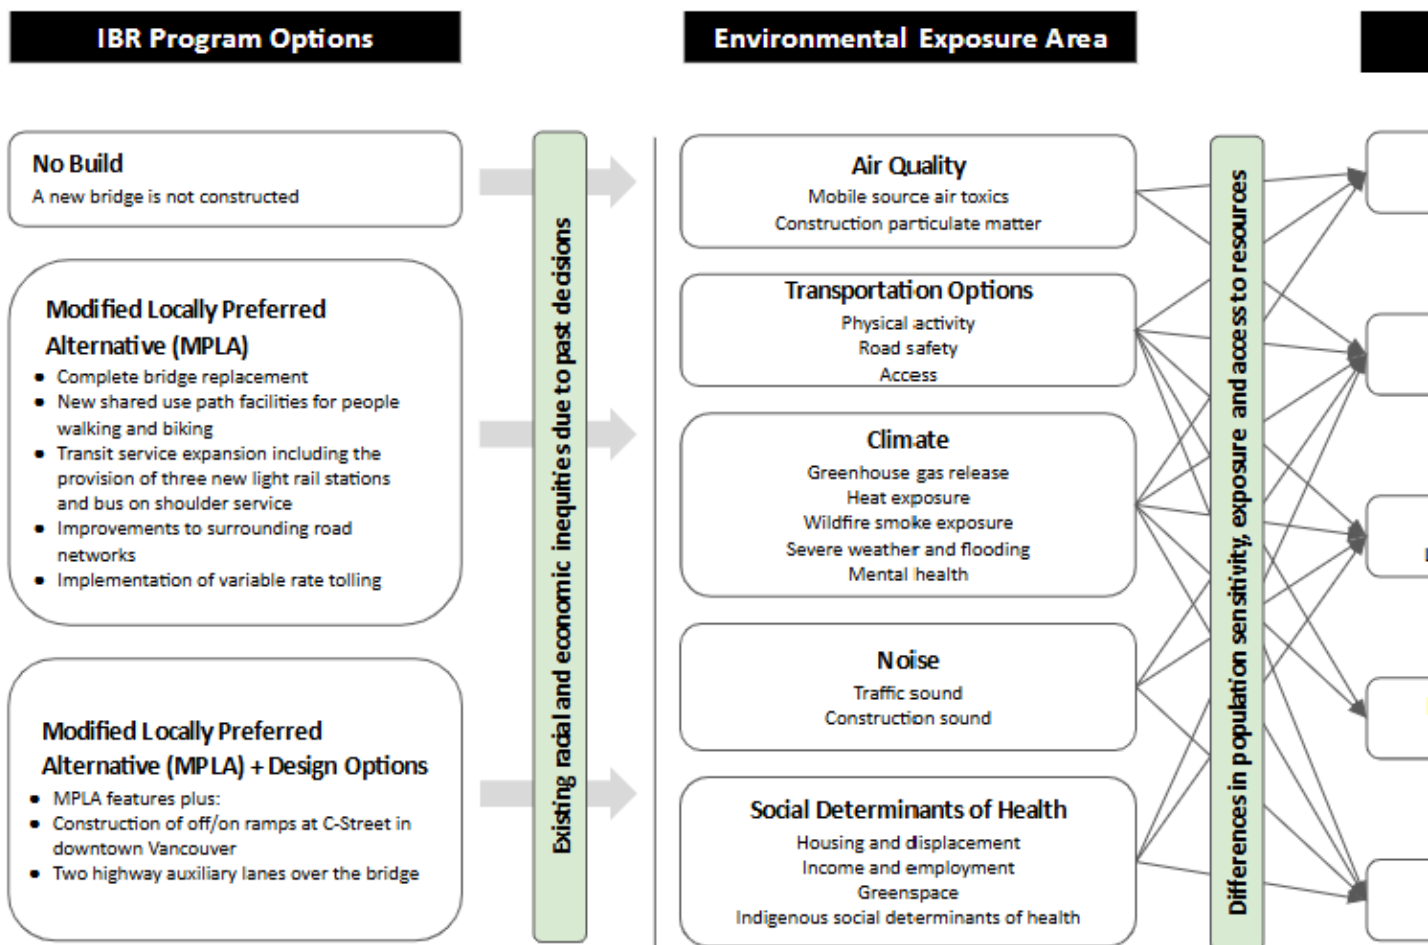 IBR Program Options
No Build
A new bridge is not constructed
Modified Locally Preferred
Alternative (MPLA)
● Complete bridge replacement
● New shared use path facilities for people
walking and biking
● Transit service expansion including the
provision of three new light rail stations
and bus on shoulder service
● Improvements to surrounding road
networks
● Implementation of variable rate tolling
Modified Locally Preferred
Alternative (MPLA) + Design Options
● MPLA features plus:
● Construction of off/on ramps at C-Street in
downtown Vancouver
● Two highway auxiliary lanes over the bridge
Existing racial and economic inequities due to past decisions
Environmental Exposure Area
Air Quality
Mobile source air toxics
Construction particulate matter
Transportation Options
Physical activity
Road safety
Access
Climate
Greenhouse gas release
Heat exposure
Wildfire smoke exposure
Severe weather and flooding
Mental health
Noise
Traffic sound
Construction sound
Social Determinants of Health
Housing and displacement
Income and employment
Greenspace
Indigenous social determinants of health
Differences in population sensitivity, exposure and access to resources